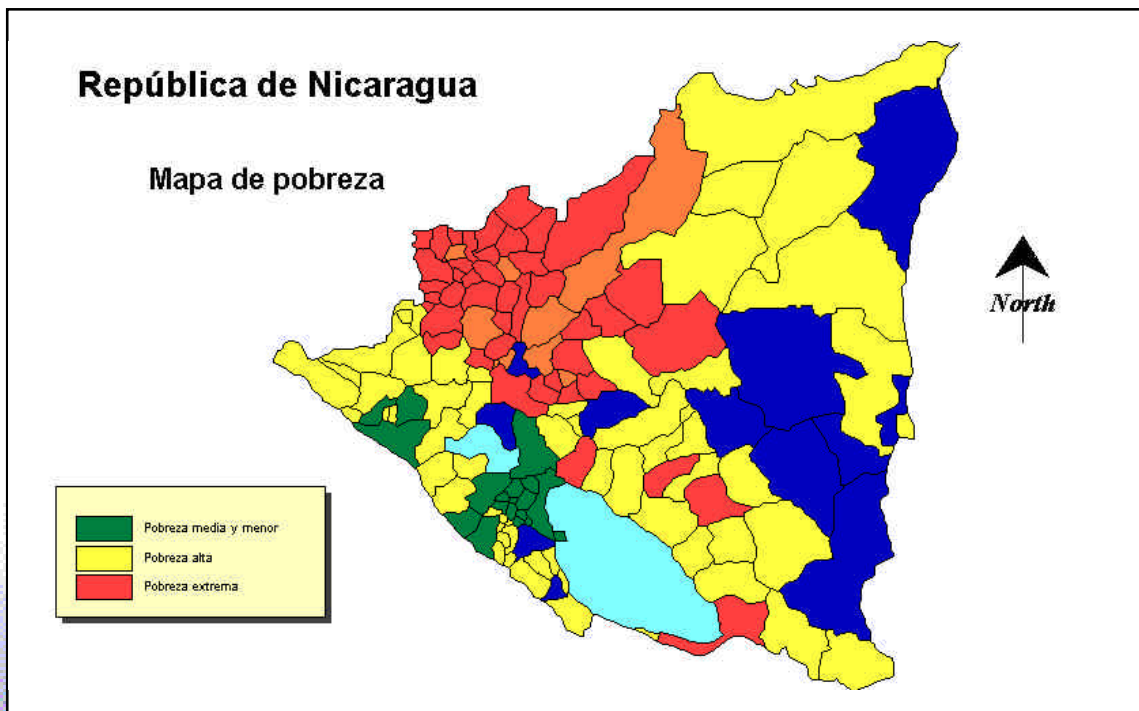 República de Nicaragua
Mapa de pobreza
North
Pobreza media y menor
Pobreza alta
Pobreza extrema